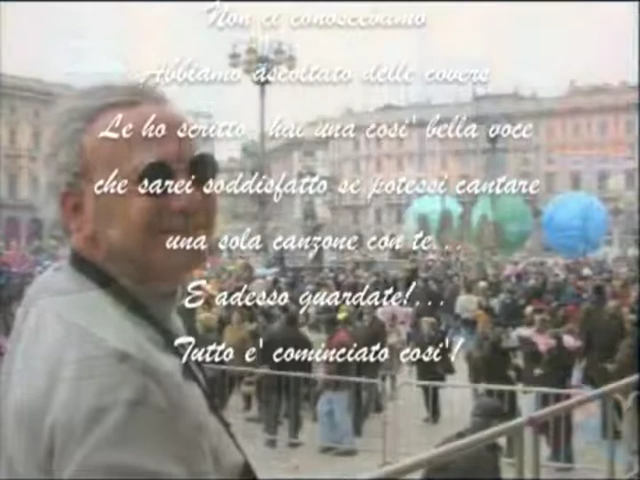 Non ci conoscevamo
Abbiamo ascoltato delle covers
Le ho scritto, hai una cosi' bella voce
che sarei soddisfatto se potessi cantare
una sola canzone con te...
E adesso guardate!...
Tutto e' cominciato cosi'!